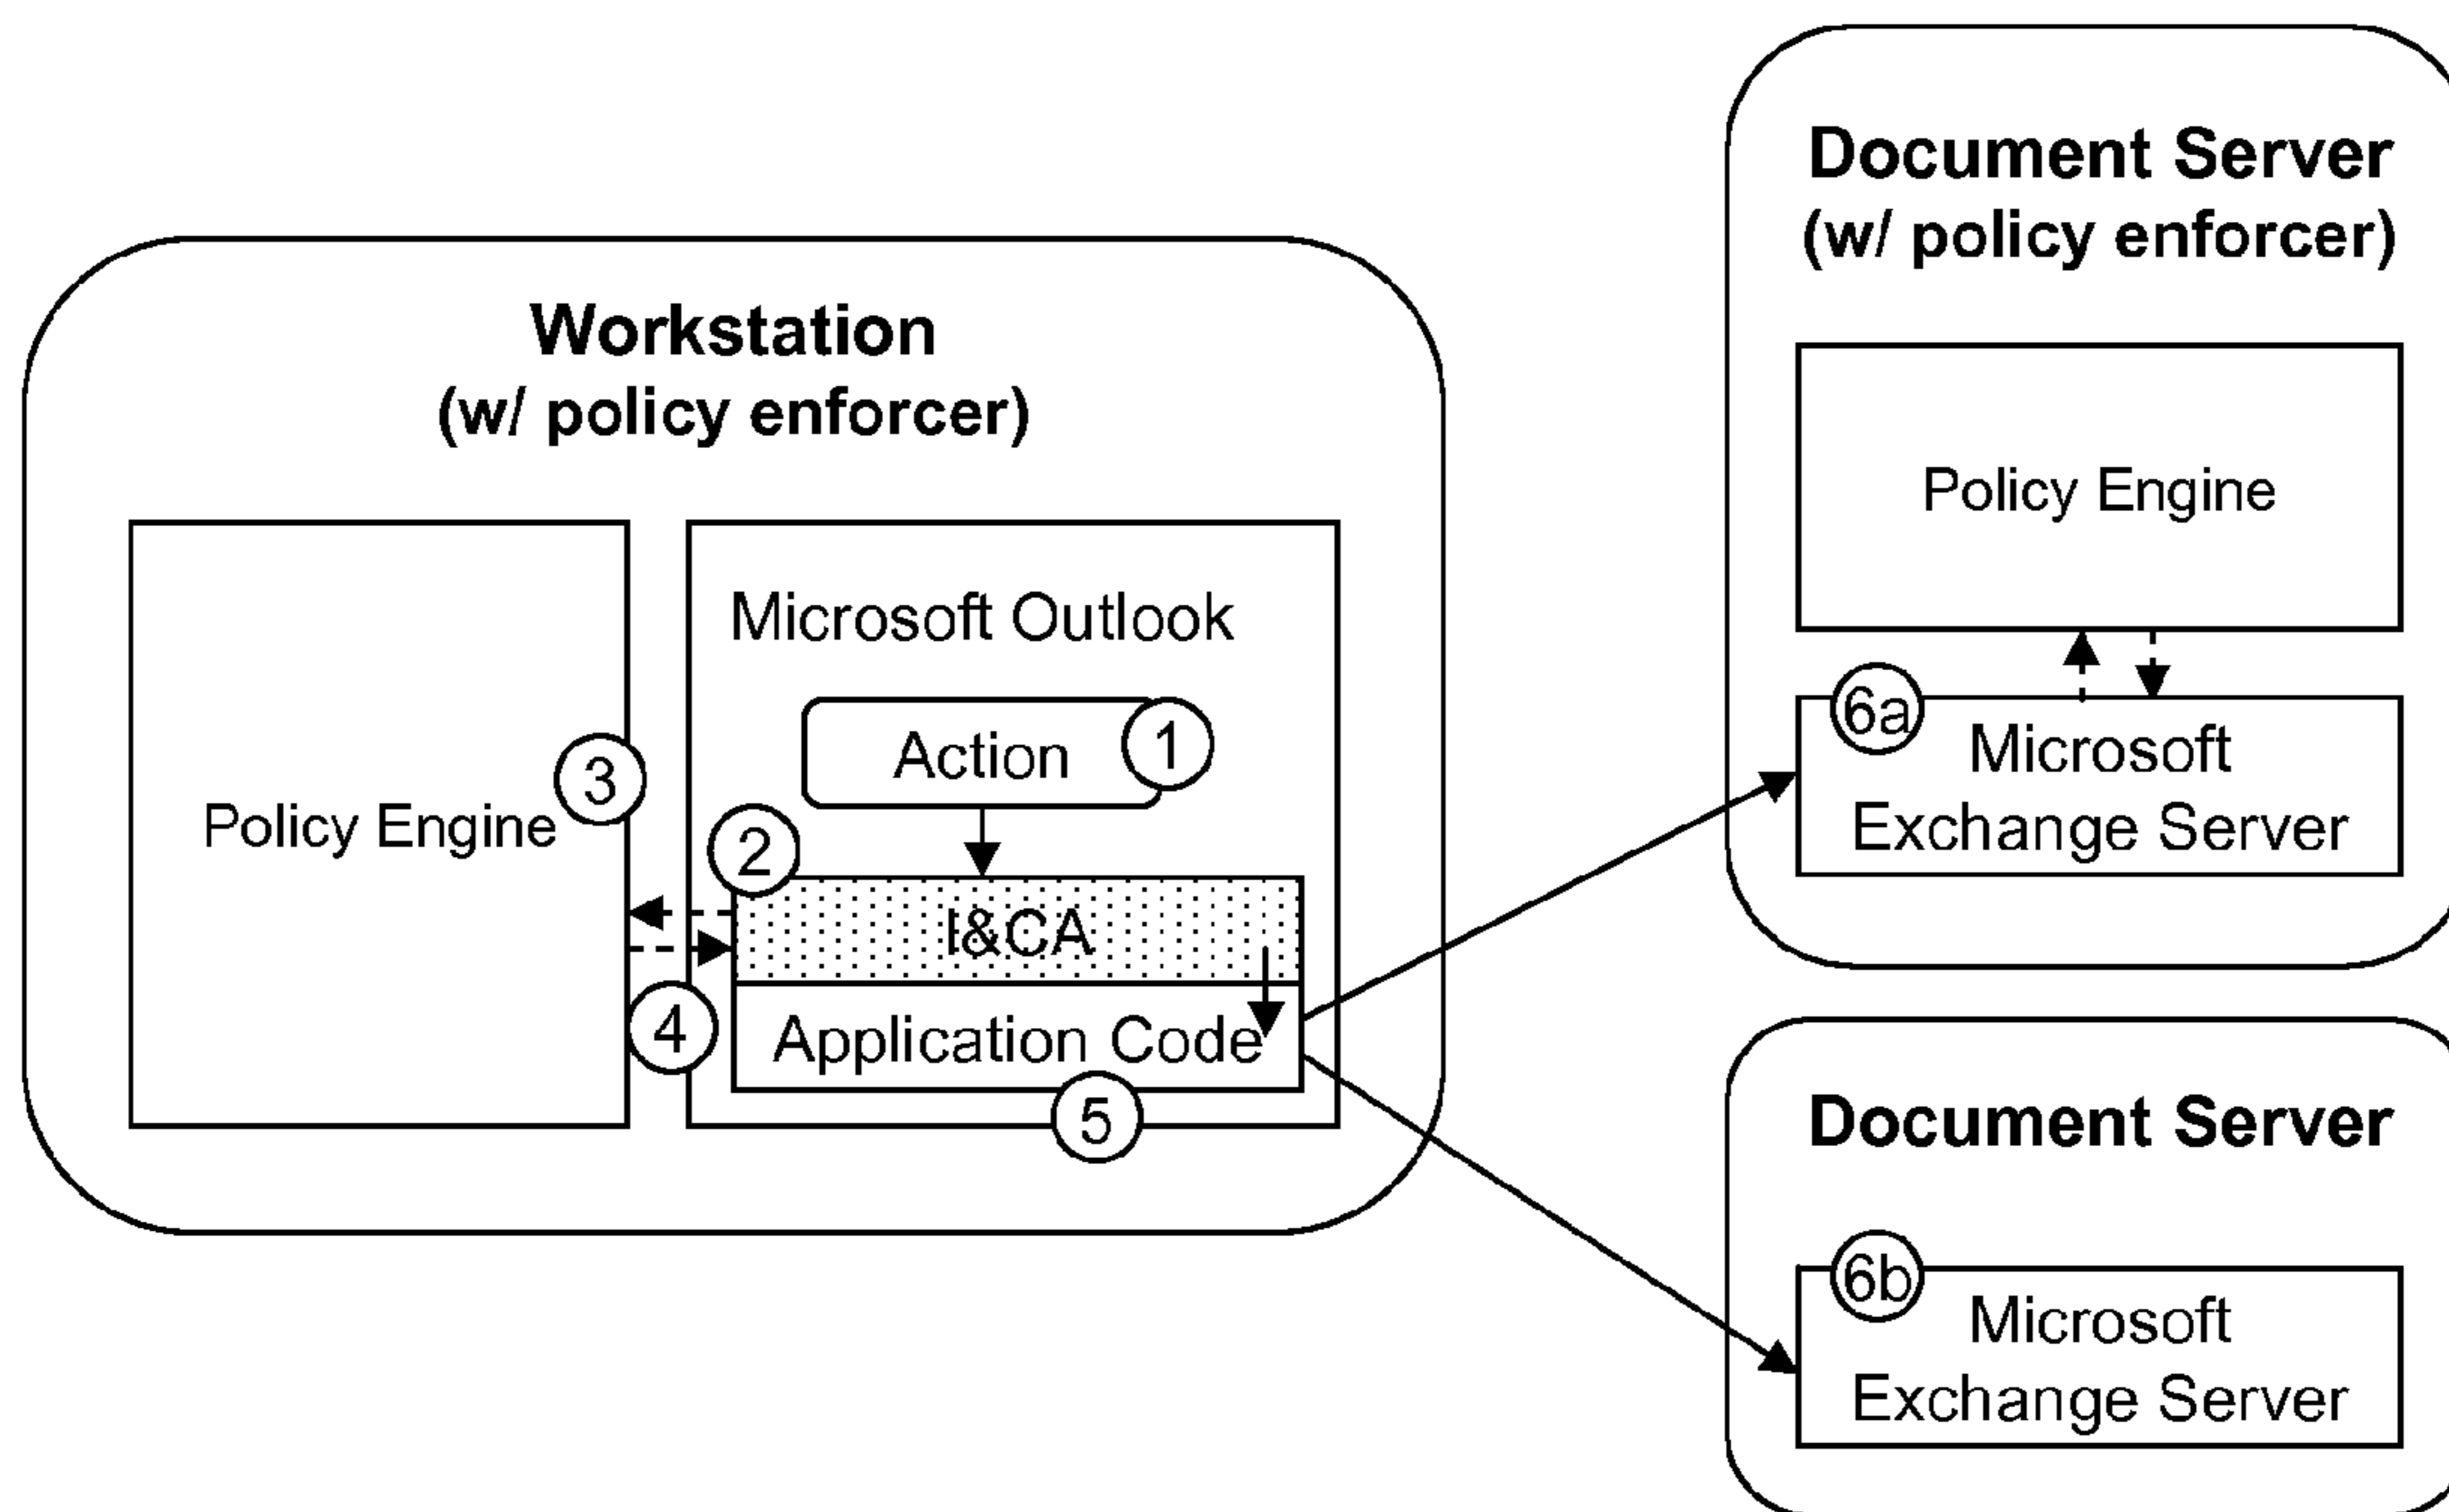 Workstation
(w/ policy enforcer)
Policy Engine
3
Microsoft Outlook
Action
1
2
I&CA
4
Application Code
5
Document Server
(w/ policy enforcer)
Policy Engine
6a
Microsoft
Exchange Server
Document Server
6b
Microsoft
Exchange Server